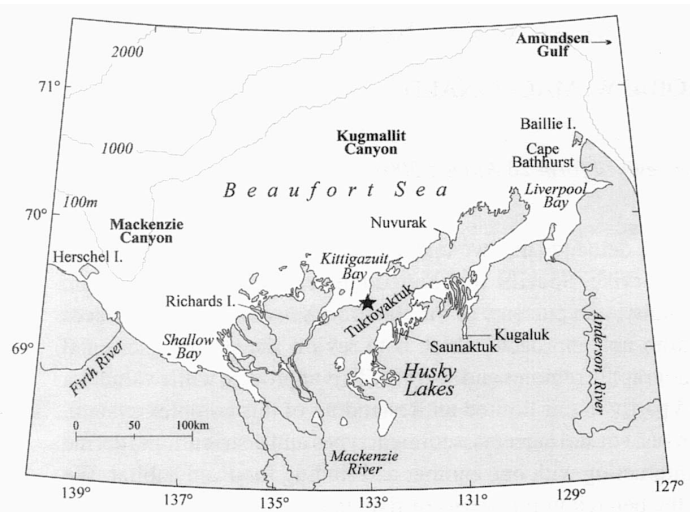 2000
Amundsen
Gulf
71°
1000
Kugmallit
Canyon
Baillie I.
Cape
Bathhurst
Beaufort Sea
100m
Liverpool
Bay
70°
Mackenzie
Canyon
Nuvurak
Herschel I.
Kittigazuit
Bay
Richards I.
Tuktoyaktuk
Shallow
Bay
69°
Firth River
Kugaluk
Saunaktuk
Anderson River
Husky
Lakes
0 50 100km
Mackenzie
River
139° 137° 135° 133° 131° 129° 127°